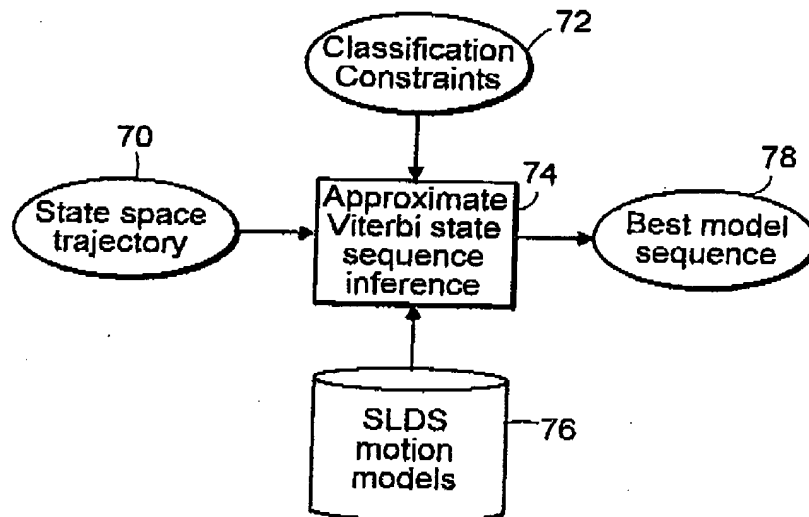 72
Classification
Constraints
70
State space
trajectory
74
Approximate
Viterbi state
sequence
inference
78
Best model
sequence
SLDS
motion
models
76